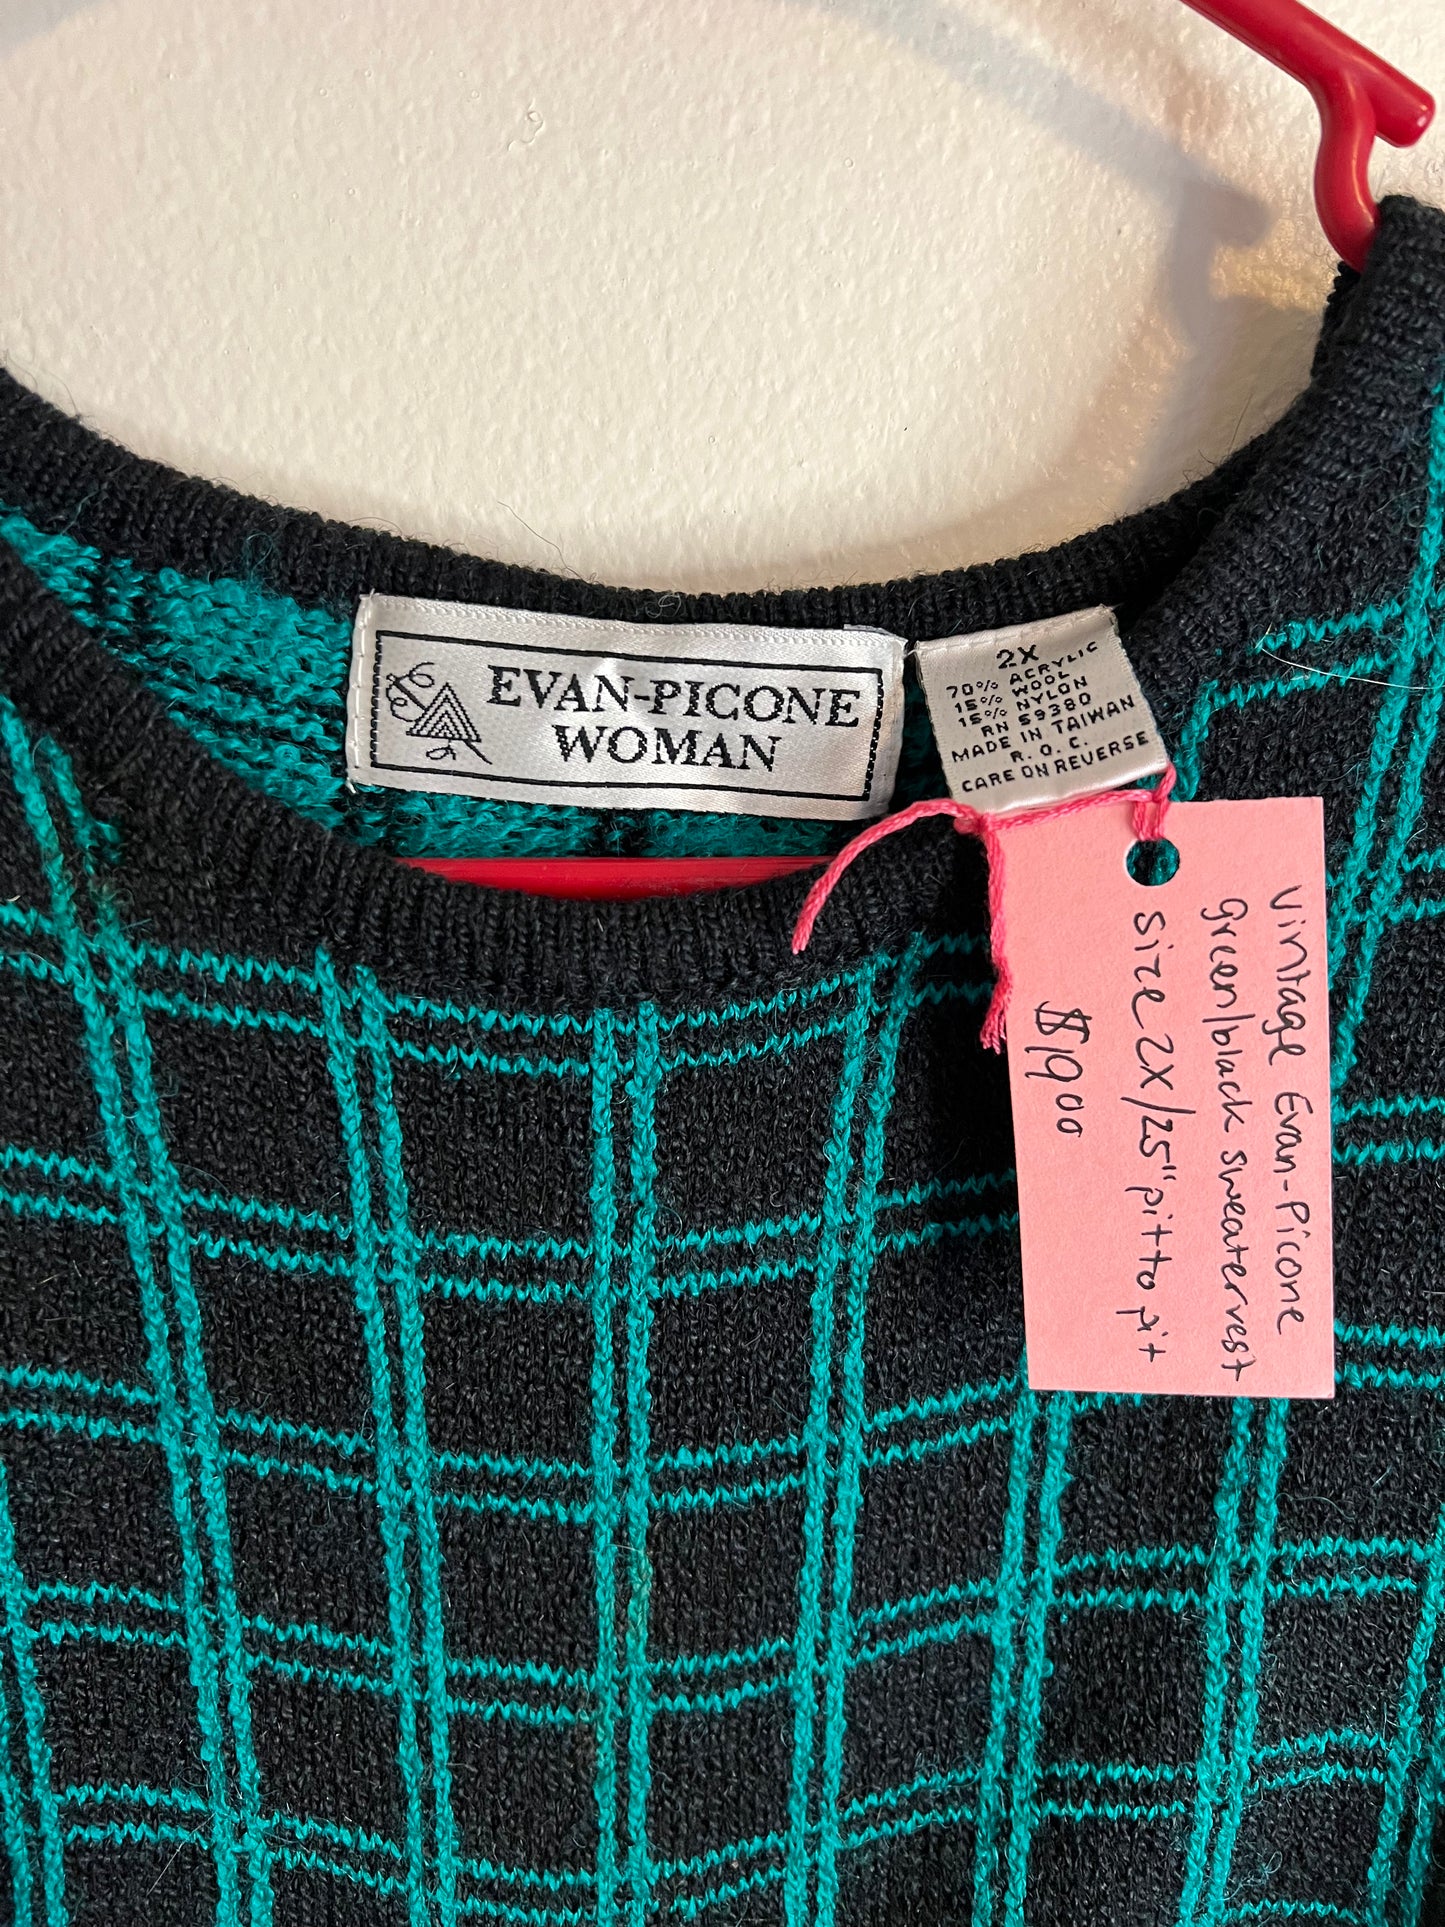 EVAN-PICONE
WOMAN
2X
70% ACRYLIC
15% WOOL
15% NYLON
RN 59380
MADE IN TAIWAN
R. O. C.
CARE ON REVERSE
Vintage Evan-Picone
green/black sweatervest
size 2X/25" pit to pit
$19.00